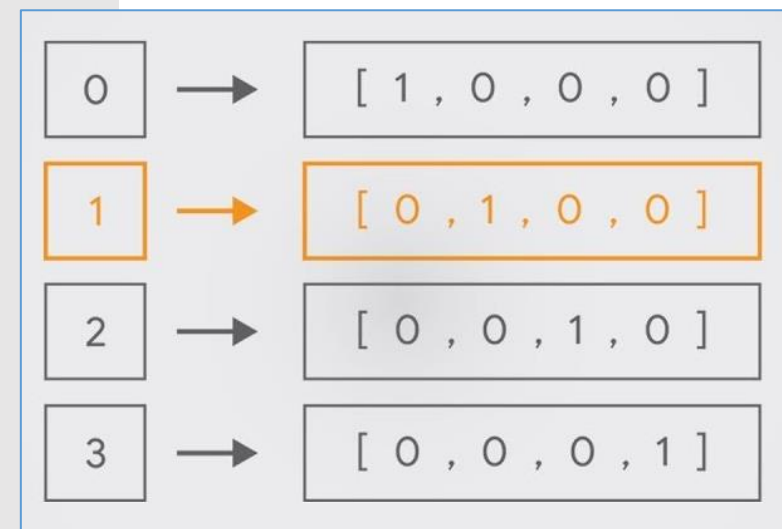 0 → [ 1 , 0 , 0 , 0 ]
1 → [ 0 , 1 , 0 , 0 ]
2 → [ 0 , 0 , 1 , 0 ]
3 → [ 0 , 0 , 0 , 1 ]